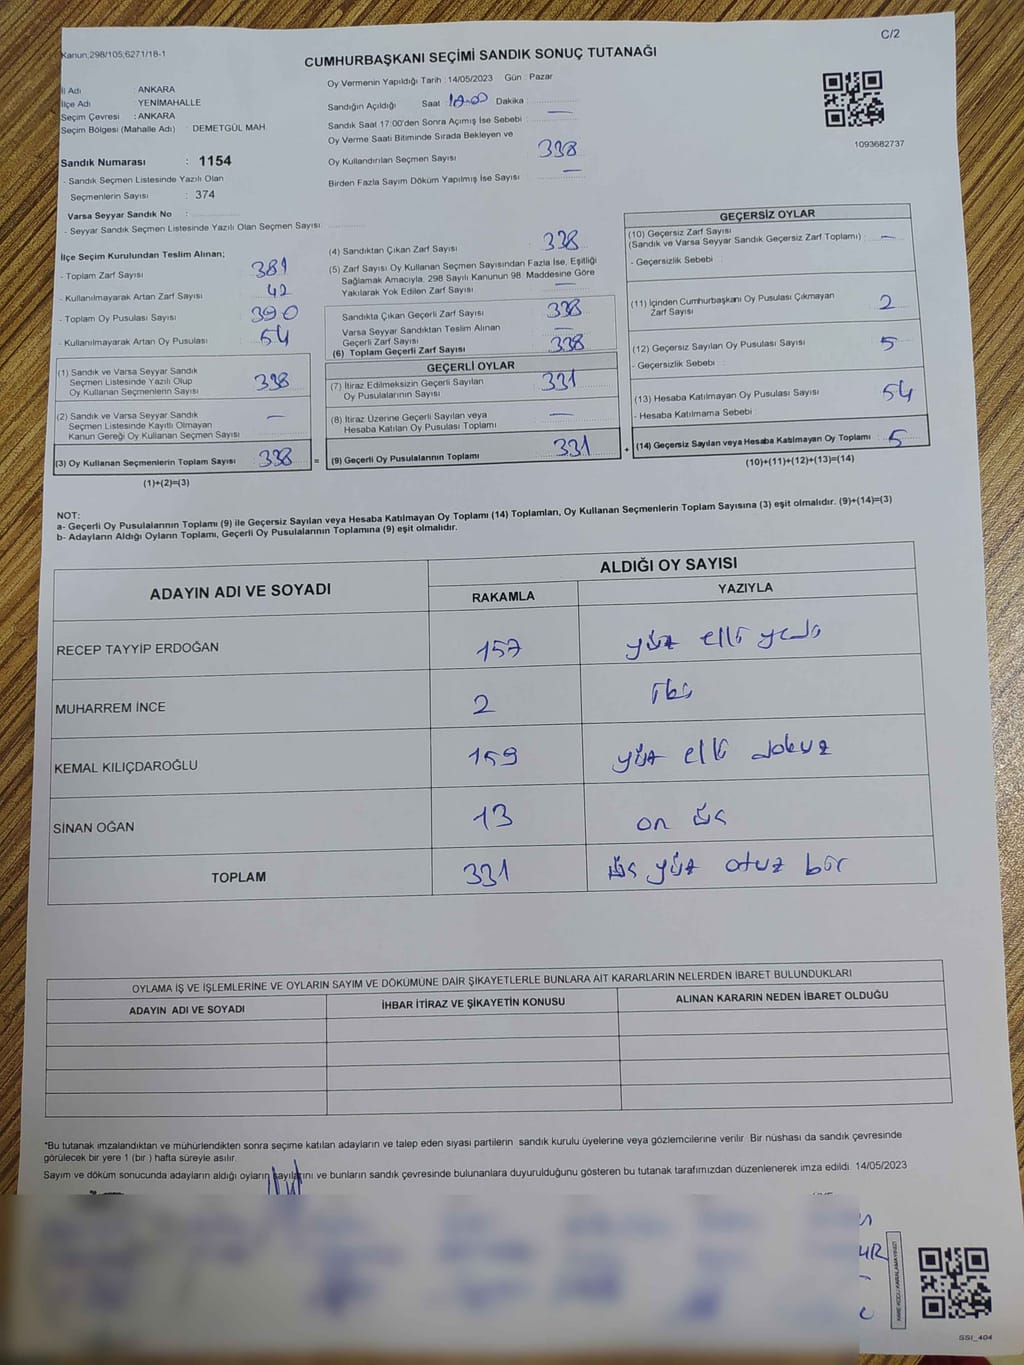 Kanun;298/105;6271/18-1
C/2
CUMHURBAŞKANI SEÇİMİ SANDIK SONUÇ TUTANAĞI
İl Adı : ANKARA
İlçe Adı : YENİMAHALLE
Seçim Çevresi : ANKARA
Seçim Bölgesi (Mahalle Adı) : DEMETGÜL MAH.
Sandık Numarası : 1154
- Sandık Seçmen Listesinde Yazılı Olan
Seçmenlerin Sayısı : 374
Varsa Seyyar Sandık No :
- Seyyar Sandık Seçmen Listesinde Yazılı Olan Seçmen Sayısı:
Oy Vermenin Yapıldığı Tarih : 14/05/2023 Gün : Pazar
Sandığın Açıldığı Saat : 18.00 Dakika :
Sandık Saat 17:00'den Sonra Açımış İse Sebebi : —
Oy Verme Saati Bitiminde Sırada Bekleyen ve
Oy Kullandırılan Seçmen Sayısı : 338
Birden Fazla Sayım Döküm Yapılmış İse Sayısı : —
1093682737
İlçe Seçim Kurulundan Teslim Alınan;
- Toplam Zarf Sayısı : 381
- Kullanılmayarak Artan Zarf Sayısı : 42
- Toplam Oy Pusulası Sayısı : 390
- Kullanılmayarak Artan Oy Pusulası : 54
(1) Sandık ve Varsa Seyyar Sandık
Seçmen Listesinde Yazılı Olup
Oy Kullanan Seçmenlerin Sayısı : 338
(2) Sandık ve Varsa Seyyar Sandık
Seçmen Listesinde Kayıtlı Olmayan
Kanun Gereği Oy Kullanan Seçmen Sayısı : —
(3) Oy Kullanan Seçmenlerin Toplam Sayısı : 338
(1)+(2)=(3)
=
(4) Sandıktan Çıkan Zarf Sayısı : 338
(5) Zarf Sayısı Oy Kullanan Seçmen Sayısından Fazla İse, Eşitliği
Sağlamak Amacıyla, 298 Sayılı Kanunun 98. Maddesine Göre
Yakılarak Yok Edilen Zarf Sayısı : —
Sandıkta Çıkan Geçerli Zarf Sayısı : 338
Varsa Seyyar Sandıktan Teslim Alınan
Geçerli Zarf Sayısı : —
(6) Toplam Geçerli Zarf Sayısı : 338
GEÇERLİ OYLAR
(7) İtiraz Edilmeksizin Geçerli Sayılan
Oy Pusulalarının Sayısı : 331
(8) İtiraz Üzerine Geçerli Sayılan veya
Hesaba Katılan Oy Pusulası Toplamı : —
(9) Geçerli Oy Pusulalarının Toplamı : 331
+
GEÇERSİZ OYLAR
(10) Geçersiz Zarf Sayısı
(Sandık ve Varsa Seyyar Sandık Geçersiz Zarf Toplamı) : —
- Geçersizlik Sebebi :
(11) İçinden Cumhurbaşkanı Oy Pusulası Çıkmayan
Zarf Sayısı : 2
(12) Geçersiz Sayılan Oy Pusulası Sayısı : 5
- Geçersizlik Sebebi :
(13) Hesaba Katılmayan Oy Pusulası Sayısı : 54
- Hesaba Katılmama Sebebi :
(14) Geçersiz Sayılan veya Hesaba Katılmayan Oy Toplamı : 5
(10)+(11)+(12)+(13)=(14)
NOT:
a- Geçerli Oy Pusulalarının Toplamı (9) ile Geçersiz Sayılan veya Hesaba Katılmayan Oy Toplamı (14) Toplamları, Oy Kullanan Seçmenlerin Toplam Sayısına (3) eşit olmalıdır. (9)+(14)=(3)
b- Adayların Aldığı Oyların Toplamı, Geçerli Oy Pusulalarının Toplamına (9) eşit olmalıdır.
ADAYIN ADI VE SOYADI
ALDIĞI OY SAYISI
RAKAMLA YAZIYLA
RECEP TAYYİP ERDOĞAN 157 yüz elli yedi
MUHARREM İNCE 2 iki
KEMAL KILIÇDAROĞLU 159 yüz elli dokuz
SİNAN OĞAN 13 on üç
TOPLAM 331 üç yüz otuz bir
OYLAMA İŞ VE İŞLEMLERİNE VE OYLARIN SAYIM VE DÖKÜMÜNE DAİR ŞİKAYETLERLE BUNLARA AİT KARARLARIN NELERDEN İBARET BULUNDUKLARI
ADAYIN ADI VE SOYADI İHBAR İTİRAZ VE ŞİKAYETİN KONUSU ALINAN KARARIN NEDEN İBARET OLDUĞU
*Bu tutanak imzalandıktan ve mühürlendikten sonra seçime katılan adayların ve talep eden siyasi partilerin sandık kurulu üyelerine veya gözlemcilerine verilir. Bir nüshası da sandık çevresinde
görülecek bir yere 1 (bir ) hafta süreyle asılır.
Sayım ve döküm sonucunda adayların aldığı oyların sayılarını ve bunların sandık çevresinde bulunanlara duyurulduğunu gösteren bu tutanak tarafımızdan düzenlenerek imza edildi. 14/05/2023
KARE KODU KARALAMAYINIZ!
SSI_404